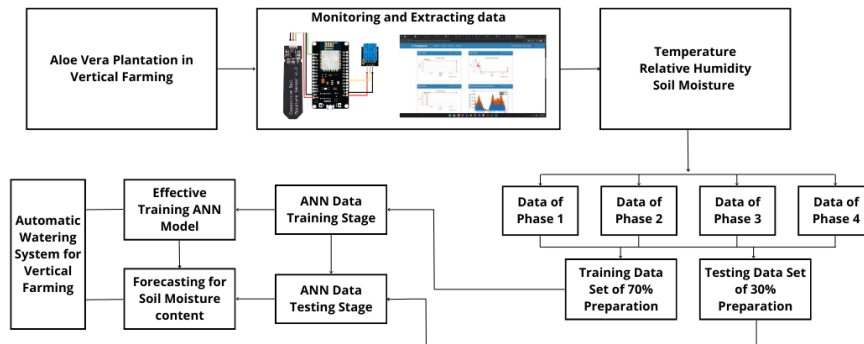 Monitoring and Extracting data
Aloe Vera Plantation in
Vertical Farming
Temperature
Relative Humidity
Soil Moisture
Data of
Phase 1
Data of
Phase 2
Data of
Phase 3
Data of
Phase 4
Training Data
Set of 70%
Preparation
Testing Data Set
of 30%
Preparation
ANN Data
Training Stage
ANN Data
Testing Stage
Effective
Training ANN
Model
Forecasting for
Soil Moisture
content
Automatic
Watering
System for
Vertical
Farming